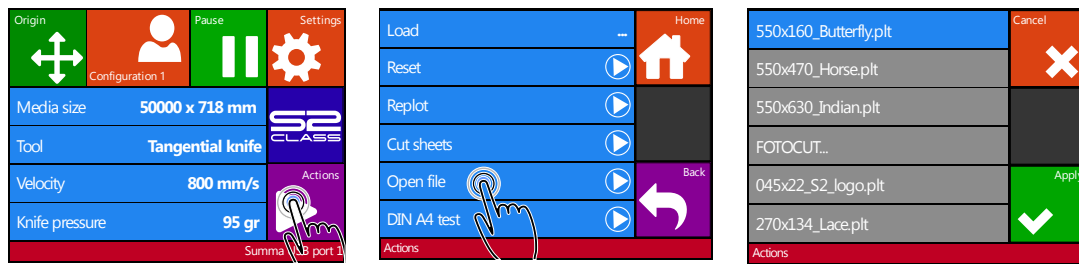 Origin
Configuration 1
Pause
Settings
Media size 50000 x 718 mm
S2
CLASS
Tool Tangential knife
Velocity 800 mm/s
Actions
Knife pressure 95 gr
Summa SB port 1
Load ...
Home
Reset
Replot
Cut sheets
Open file
Back
DIN A4 test
Actions
550x160_Butterfly.plt
Cancel
550x470_Horse.plt
550x630_Indian.plt
FOTOCUT...
045x22_S2_logo.plt
Apply
270x134_Lace.plt
Actions